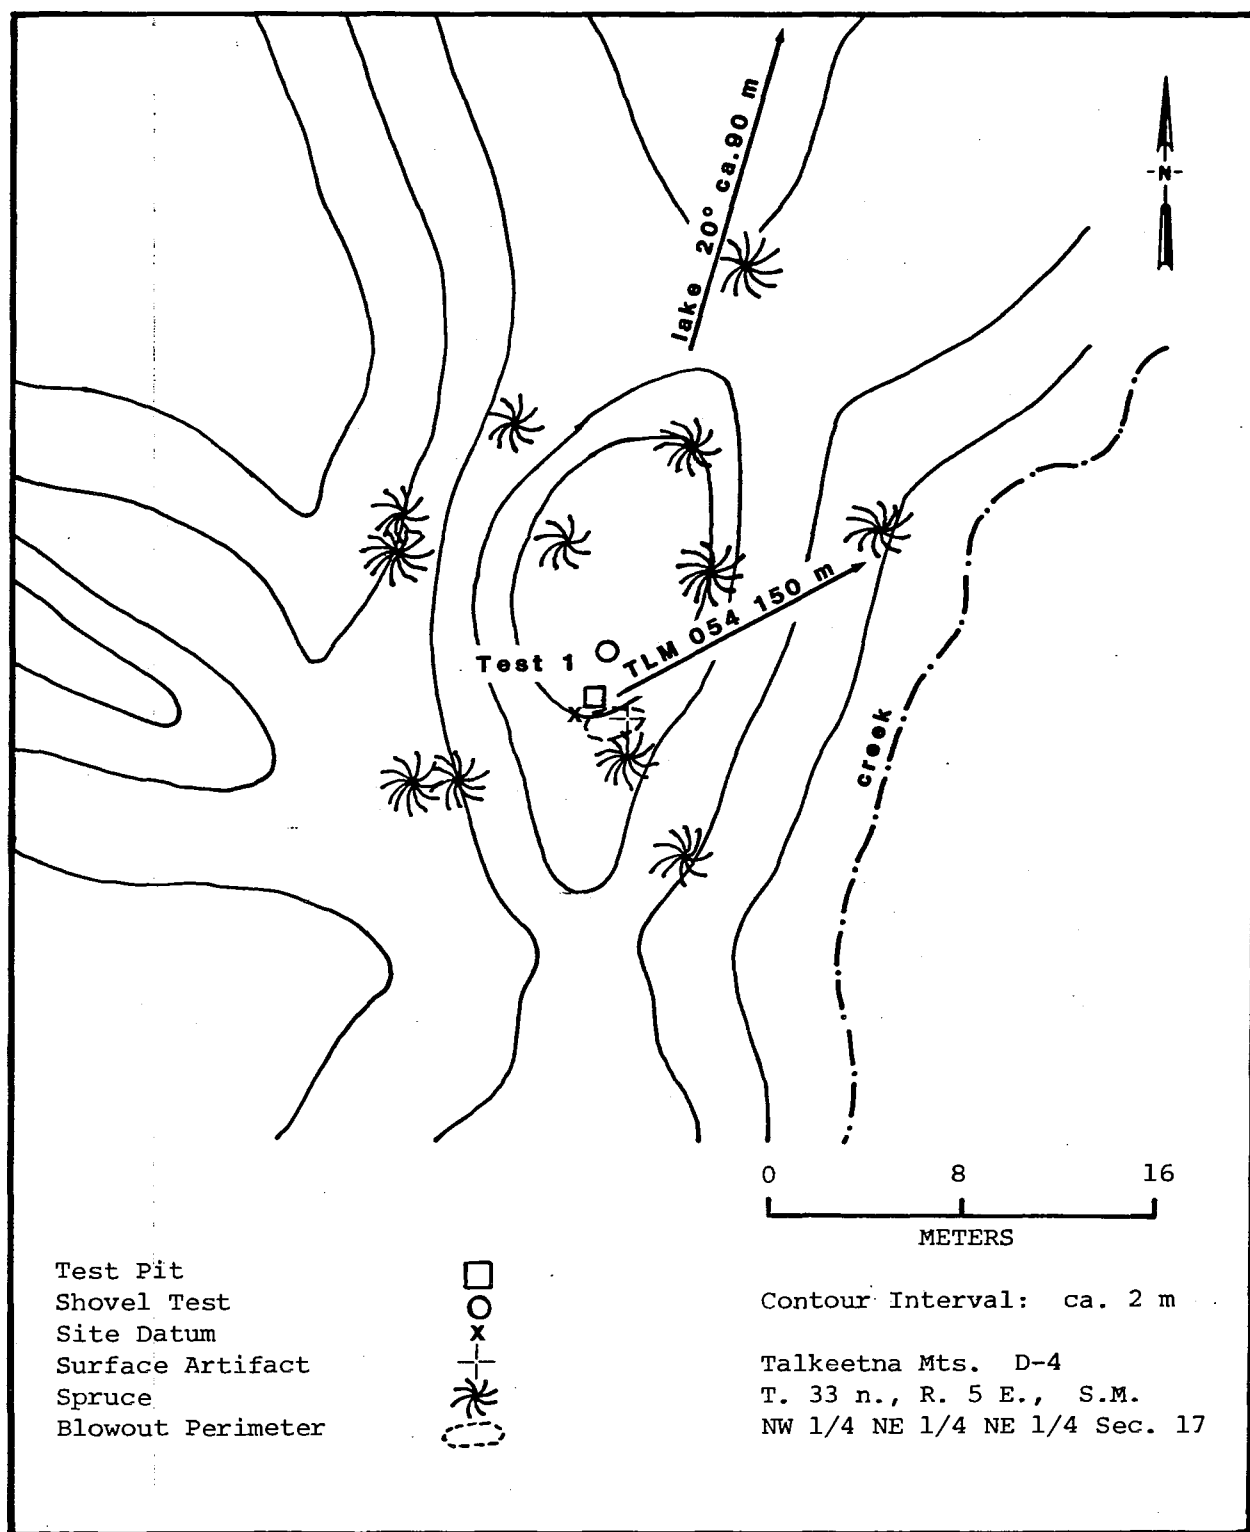 lake 20° ca.90 m
-N-
Test 1
TLM 054 150 m
creek
x
0 8 16
METERS
Test Pit
Shovel Test
Site Datum x
Surface Artifact
Spruce
Blowout Perimeter
Contour Interval: ca. 2 m
Talkeetna Mts. D-4
T. 33 n., R. 5 E., S.M.
NW 1/4 NE 1/4 NE 1/4 Sec. 17